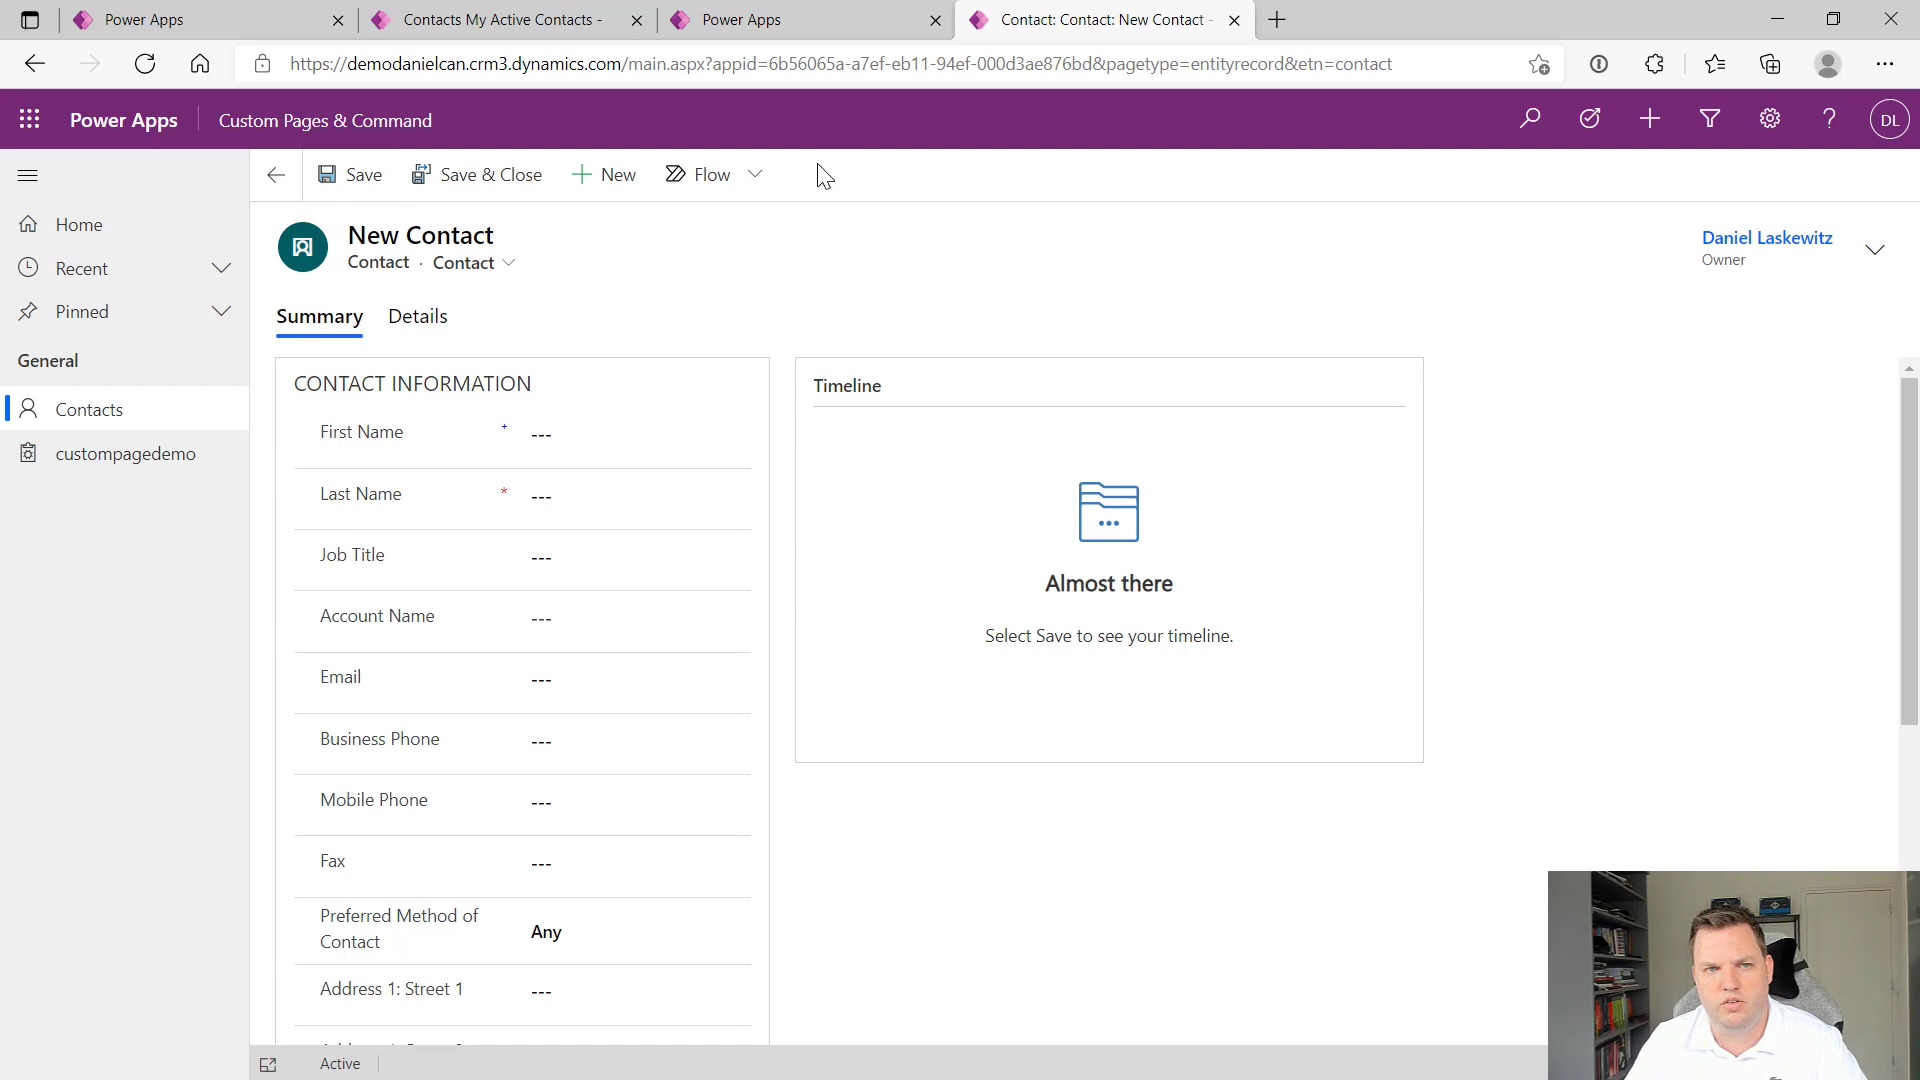 Power Apps
Contacts My Active Contacts -
Power Apps
Contact: Contact: New Contact -
https://demodanielcan.crm3.dynamics.com/main.aspx?appid=6b56065a-a7ef-eb11-94ef-000d3ae876bd&pagetype=entityrecord&etn=contact
Power Apps
Custom Pages & Command
DL
Save
Save & Close
New
Flow
Home
Recent
Pinned
General
Contacts
custompagedemo
New Contact
Contact · Contact
Daniel Laskewitz
Owner
Summary
Details
CONTACT INFORMATION
First Name + ---
Last Name * ---
Job Title ---
Account Name ---
Email ---
Business Phone ---
Mobile Phone ---
Fax ---
Preferred Method of
Contact
Any
Address 1: Street 1 ---
Timeline
Almost there
Select Save to see your timeline.
Active